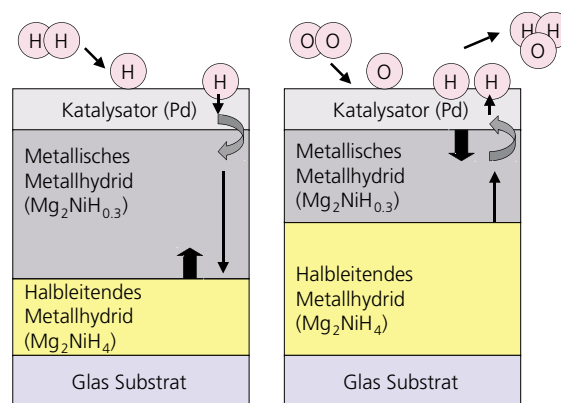 H H
H
H
Katalysator (Pd)
Metallisches
Metallhydrid
(Mg₂NiH₀.₃)
Halbleitendes
Metallhydrid
(Mg₂NiH₄)
Glas Substrat
O O
O
H H
H H
O
Katalysator (Pd)
Metallisches
Metallhydrid
(Mg₂NiH₀.₃)
Halbleitendes
Metallhydrid
(Mg₂NiH₄)
Glas Substrat